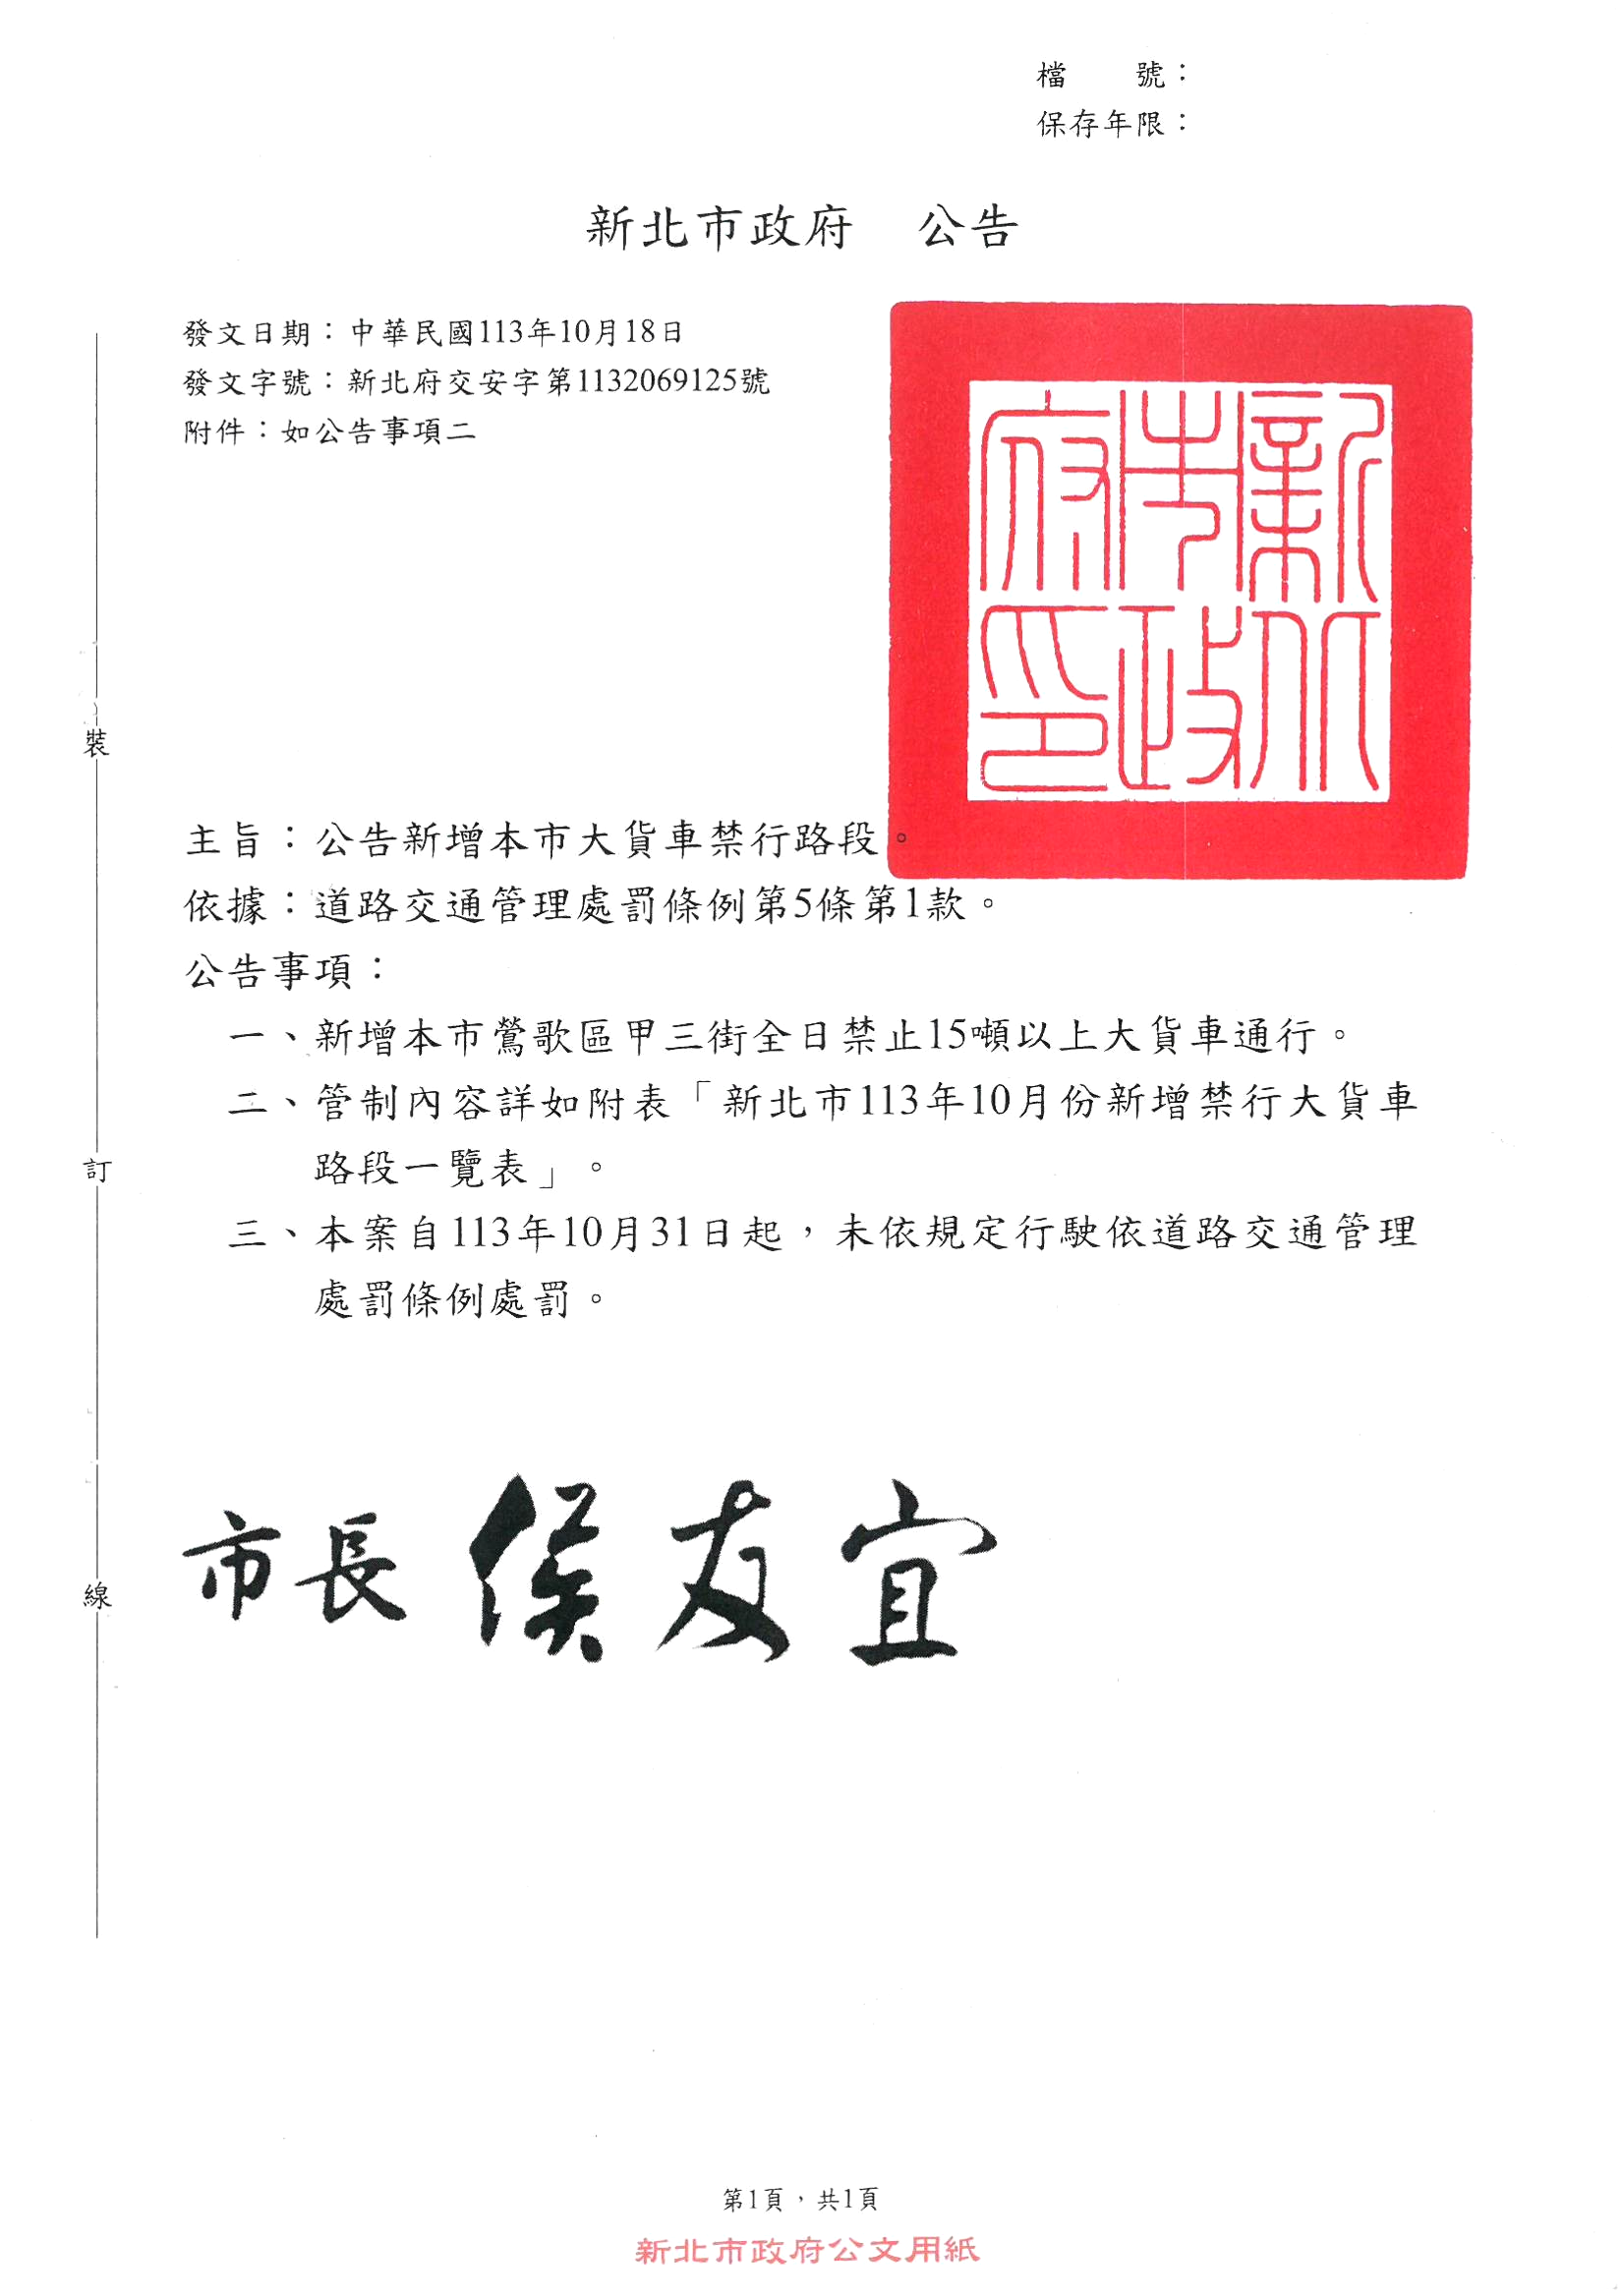 檔　　號：
保存年限：
新北市政府　公告
發文日期：中華民國113年10月18日
發文字號：新北府交安字第1132069125號
附件：如公告事項二
新北市政府印
主旨：公告新增本市大貨車禁行路段。
依據：道路交通管理處罰條例第5條第1款。
公告事項：
一、新增本市鶯歌區甲三街全日禁止15噸以上大貨車通行。
二、管制內容詳如附表「新北市113年10月份新增禁行大貨車
路段一覽表」。
三、本案自113年10月31日起，未依規定行駛依道路交通管理
處罰條例處罰。
市長 侯友宜
裝
訂
線
第1頁，共1頁
新北市政府公文用紙